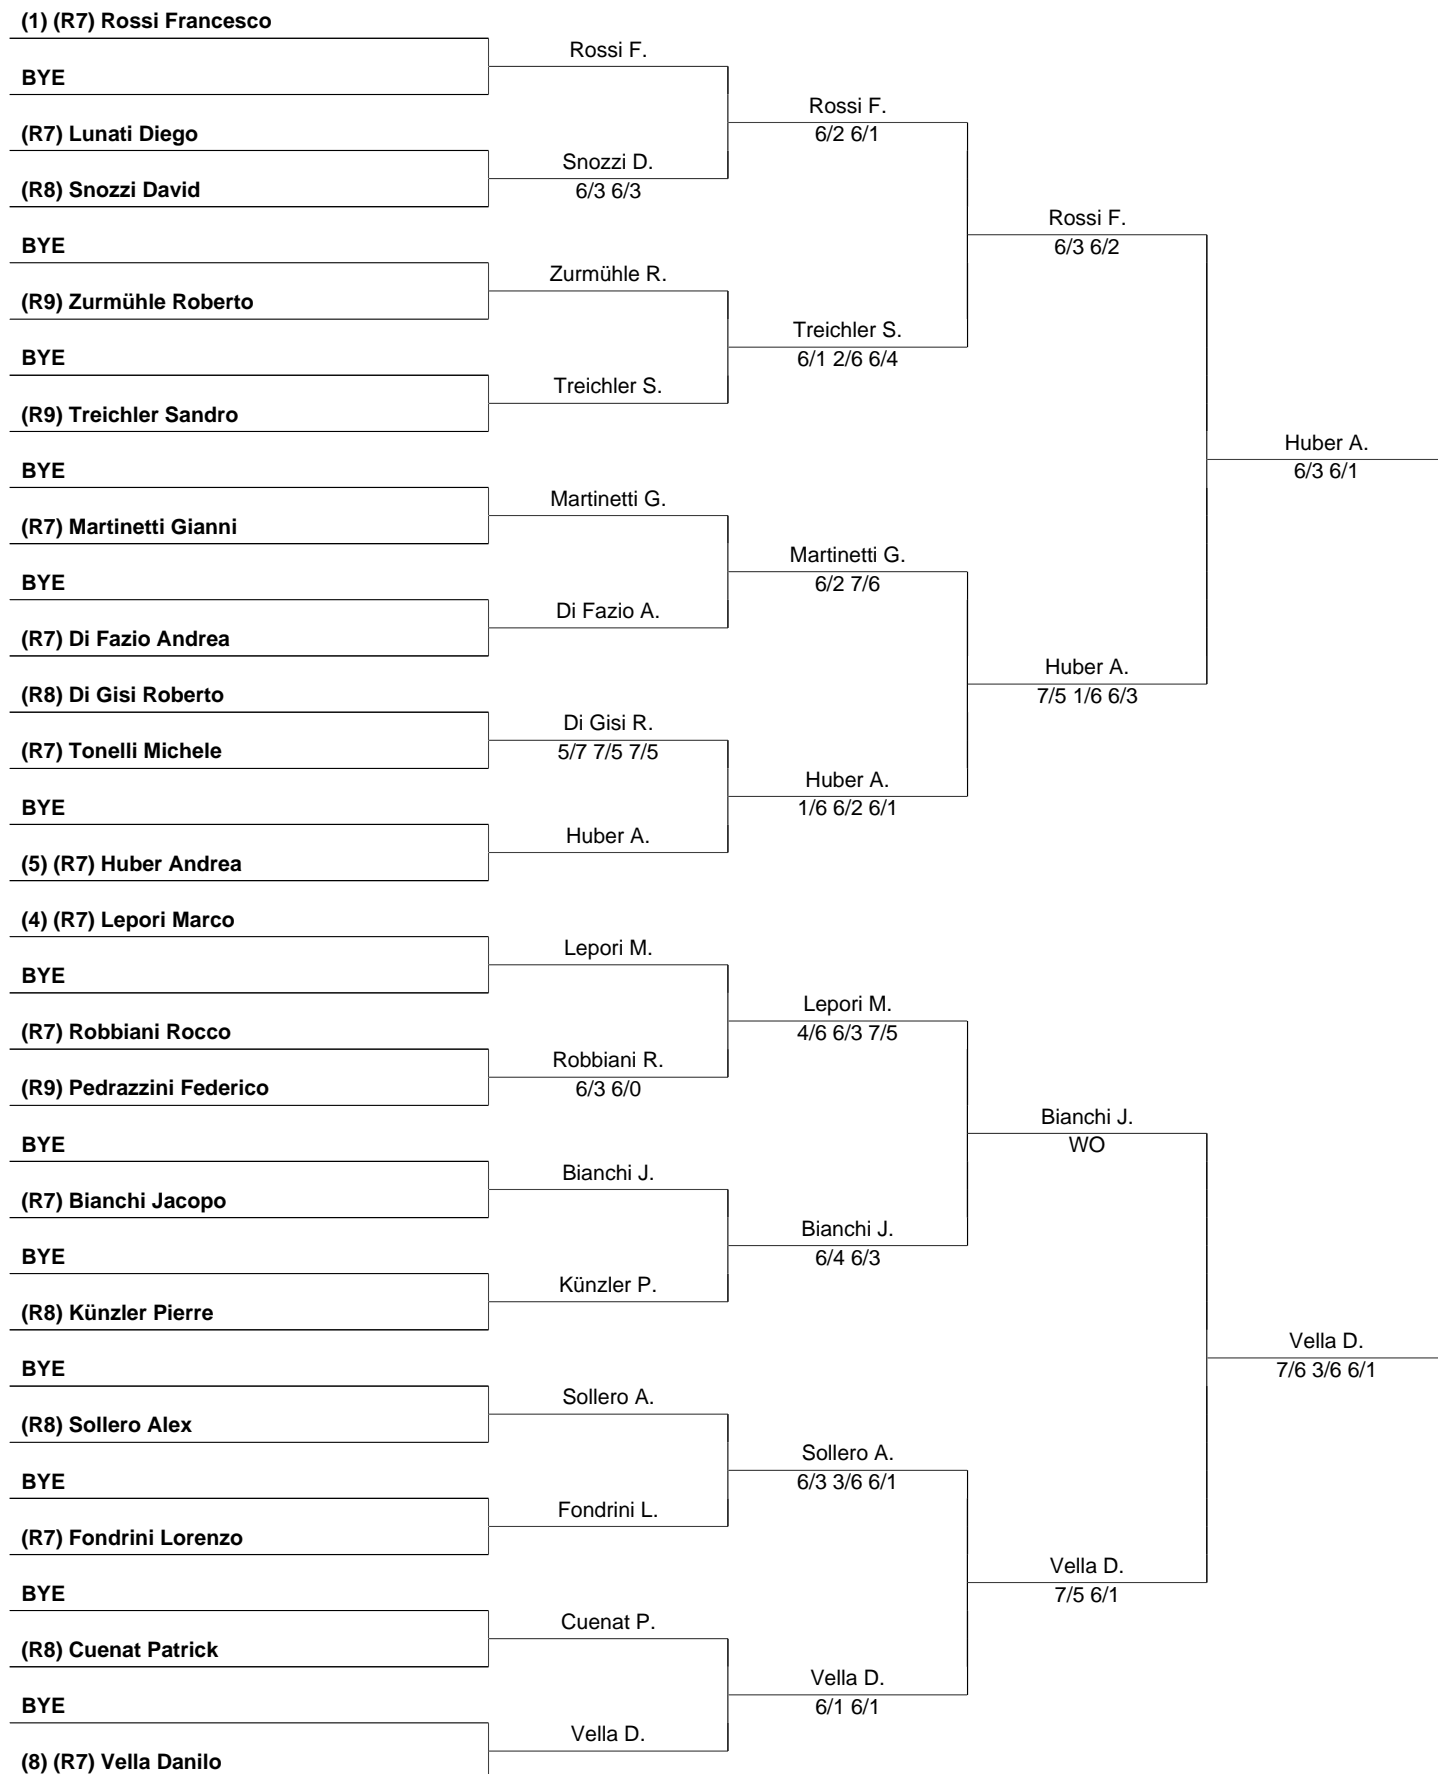 (1) (R7) Rossi Francesco
Rossi F.
BYE
Rossi F.
6/2 6/1
(R7) Lunati Diego
Snozzi D.
6/3 6/3
(R8) Snozzi David
Rossi F.
6/3 6/2
BYE
Zurmühle R.
(R9) Zurmühle Roberto
Treichler S.
6/1 2/6 6/4
BYE
Treichler S.
(R9) Treichler Sandro
Huber A.
6/3 6/1
BYE
Martinetti G.
(R7) Martinetti Gianni
Martinetti G.
6/2 7/6
BYE
Di Fazio A.
(R7) Di Fazio Andrea
Huber A.
7/5 1/6 6/3
(R8) Di Gisi Roberto
Di Gisi R.
5/7 7/5 7/5
(R7) Tonelli Michele
Huber A.
1/6 6/2 6/1
BYE
Huber A.
(5) (R7) Huber Andrea
(4) (R7) Lepori Marco
Lepori M.
BYE
Lepori M.
4/6 6/3 7/5
(R7) Robbiani Rocco
Robbiani R.
6/3 6/0
(R9) Pedrazzini Federico
Bianchi J.
WO
BYE
Bianchi J.
(R7) Bianchi Jacopo
Bianchi J.
6/4 6/3
BYE
Künzler P.
(R8) Künzler Pierre
Vella D.
7/6 3/6 6/1
BYE
Sollero A.
(R8) Sollero Alex
Sollero A.
6/3 3/6 6/1
BYE
Fondrini L.
(R7) Fondrini Lorenzo
Vella D.
7/5 6/1
BYE
Cuenat P.
(R8) Cuenat Patrick
Vella D.
6/1 6/1
BYE
Vella D.
(8) (R7) Vella Danilo